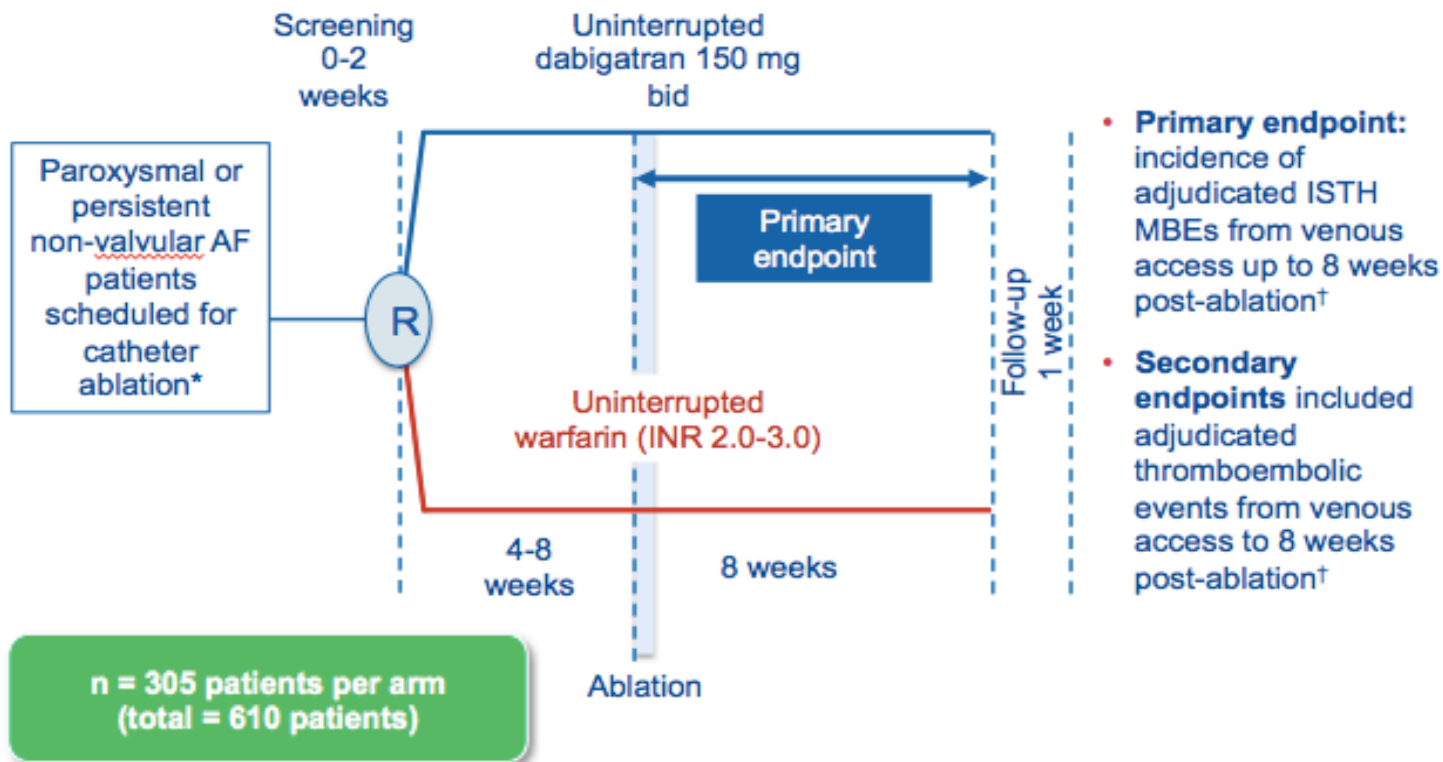 Screening
0-2
weeks
Uninterrupted
dabigatran 150 mg
bid
Paroxysmal or
persistent
non-valvular AF
patients
scheduled for
catheter
ablation*
R
Primary
endpoint
Uninterrupted
warfarin (INR 2.0-3.0)
Follow-up
1 week
4-8
weeks
8 weeks
Ablation
n = 305 patients per arm
(total = 610 patients)
• Primary endpoint:
incidence of
adjudicated ISTH
MBEs from venous
access up to 8 weeks
post-ablation†
• Secondary
endpoints included
adjudicated
thromboembolic
events from venous
access to 8 weeks
post-ablation†